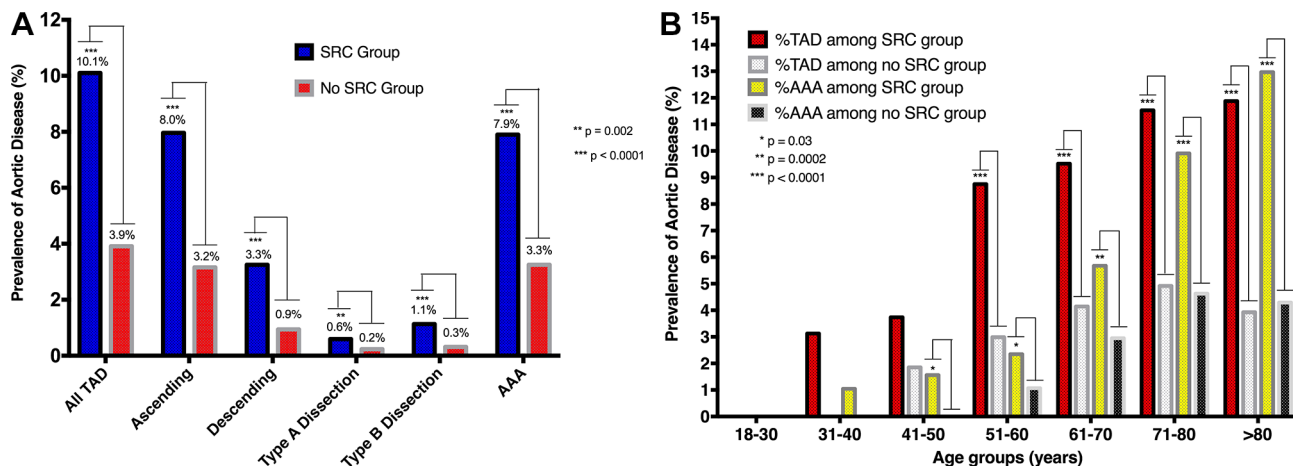 A
Prevalence of Aortic Disease (%)
12
10
8
6
4
2
0
SRC Group
No SRC Group
** p = 0.002
*** p < 0.0001
***
10.1%
3.9%
***
8.0%
3.2%
***
3.3%
0.9%
**
0.6%
0.2%
***
1.1%
0.3%
***
7.9%
3.3%
All TAD
Ascending
Descending
Type A Dissection
Type B Dissection
AAA
B
Prevalence of Aortic Disease (%)
15
14
13
12
11
10
9
8
7
6
5
4
3
2
1
0
%TAD among SRC group
%TAD among no SRC group
%AAA among SRC group
%AAA among no SRC group
* p = 0.03
** p = 0.0002
*** p < 0.0001
*
***
*
***
**
***
***
***
***
18-30
31-40
41-50
51-60
61-70
71-80
>80
Age groups (years)